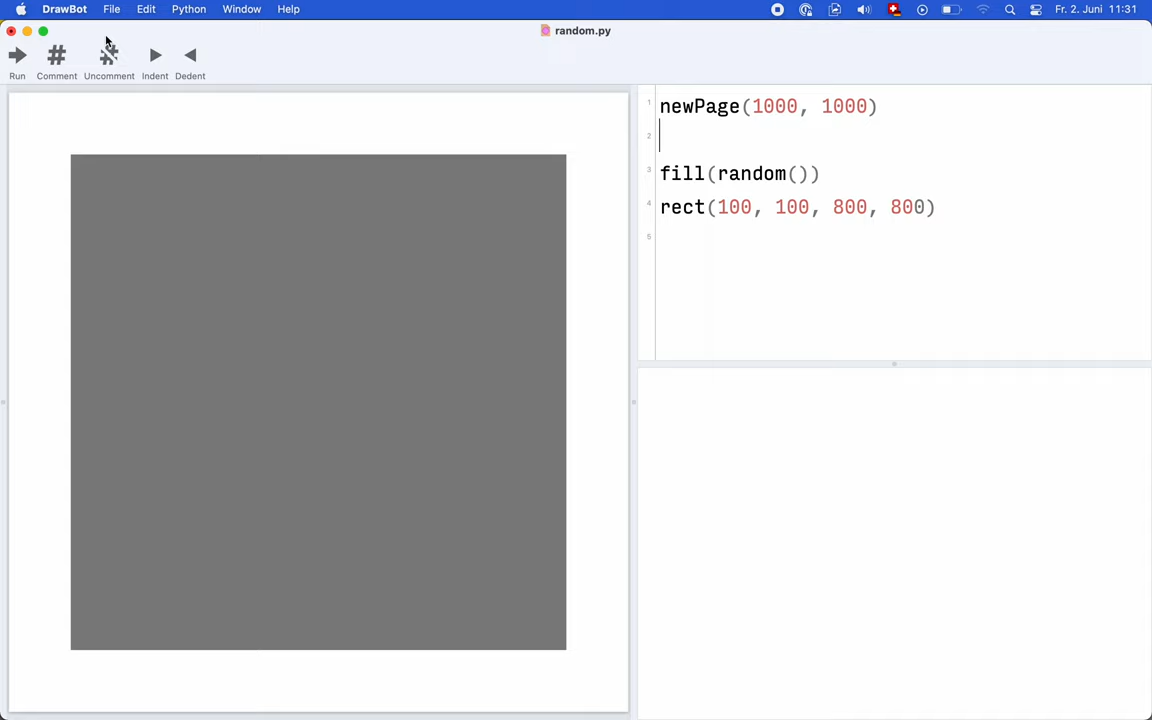 DrawBot File Edit Python Window Help Fr. 2. Juni 11:31
random.py
Run Comment Uncomment Indent Dedent
1 newPage(1000, 1000)
2
3 fill(random())
4 rect(100, 100, 800, 800)
5